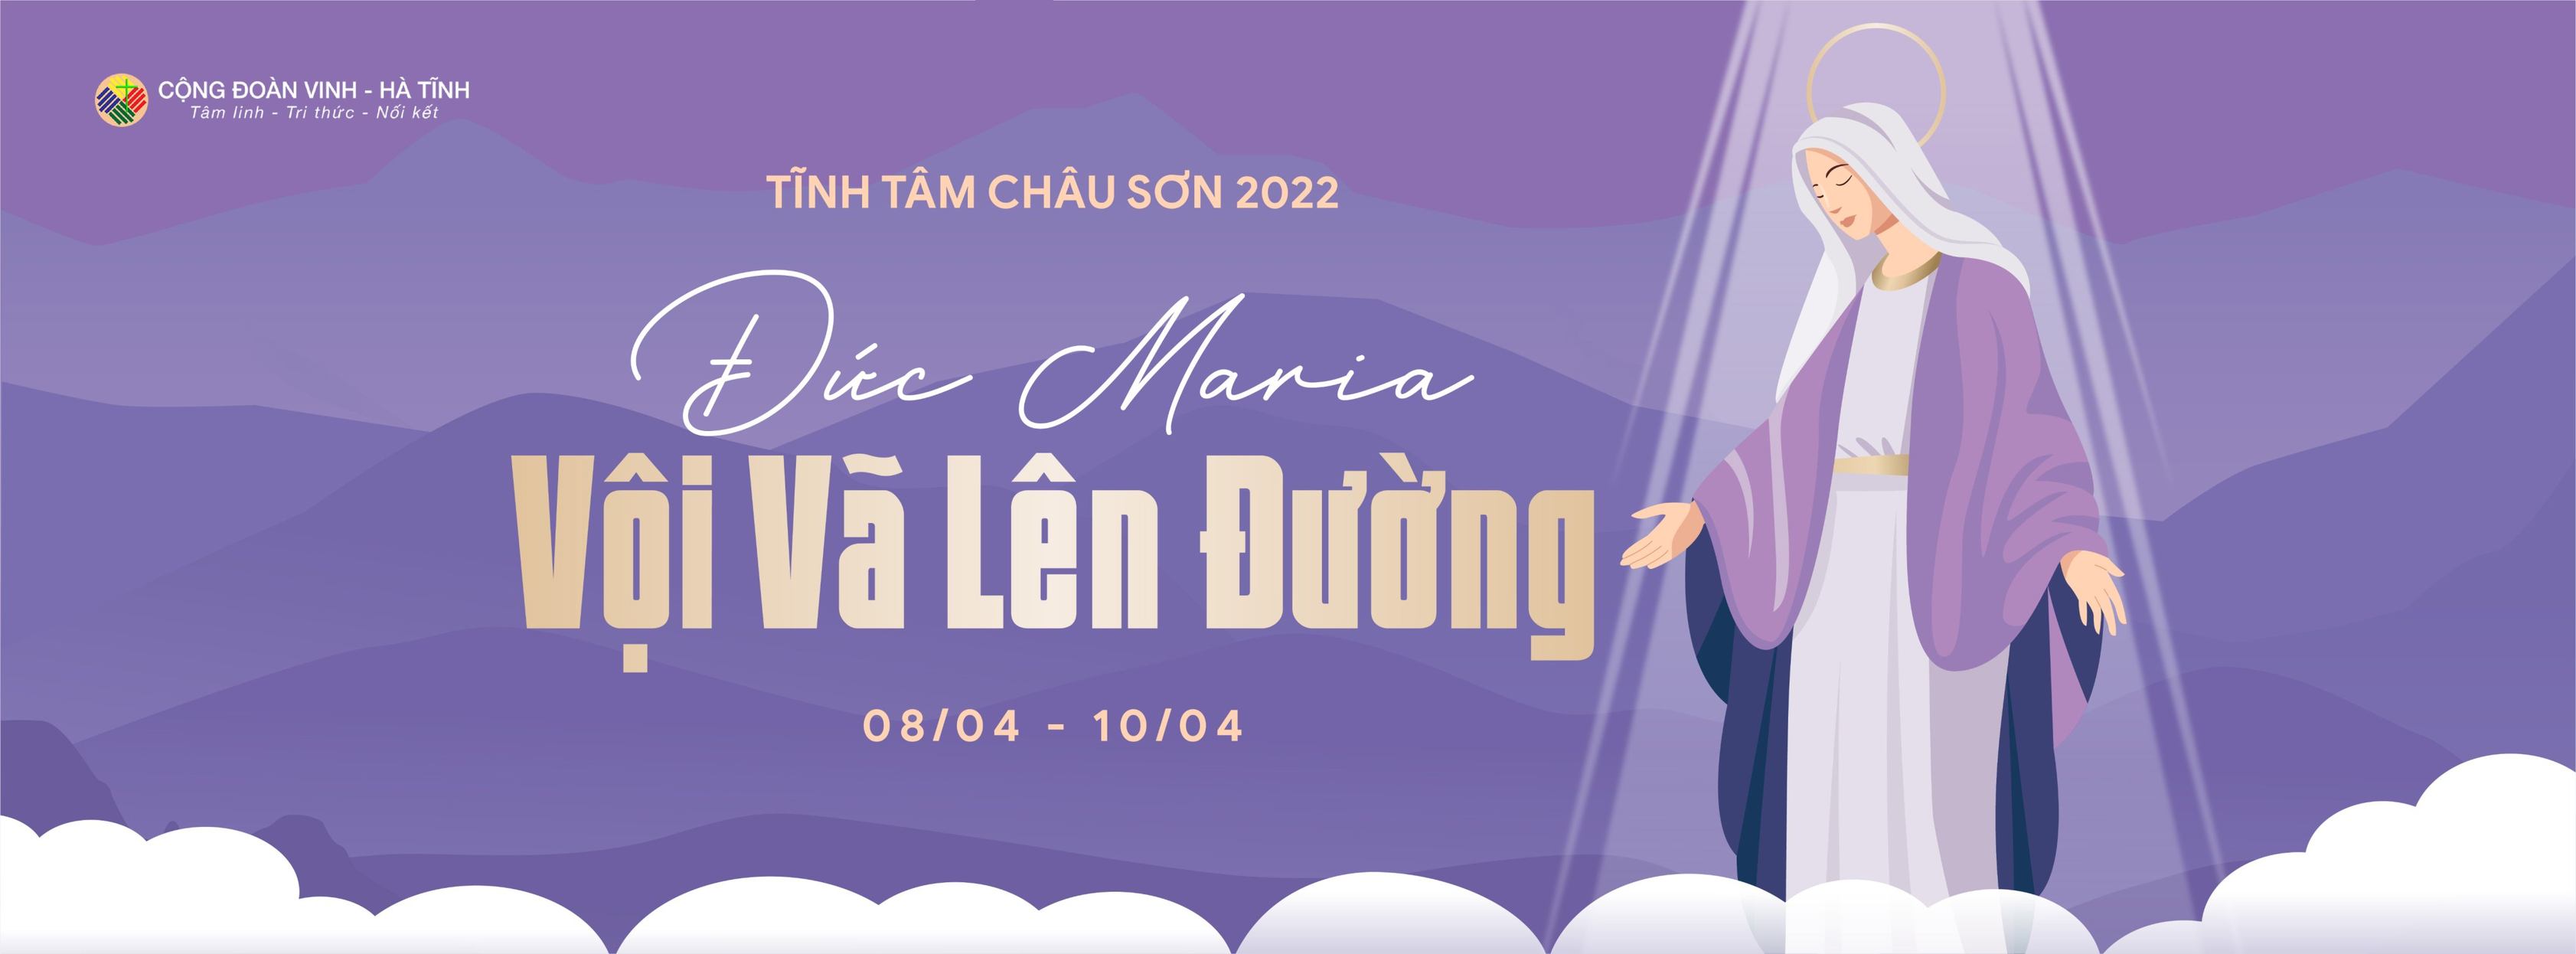 CỘNG ĐOÀN VINH - HÀ TĨNH
Tâm linh - Tri thức - Nối kết
TĨNH TÂM CHÂU SƠN 2022
Đức Maria
Vội Vã Lên Đường
08/04 - 10/04